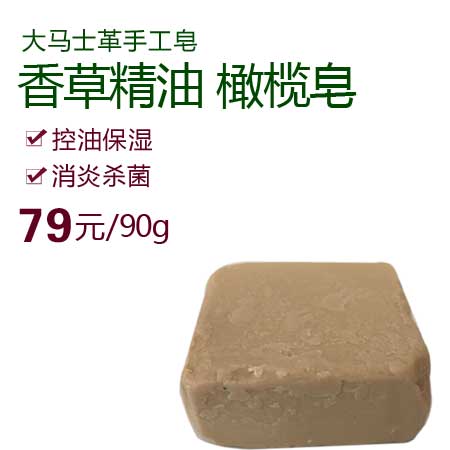 大马士革手工皂
香草精油 橄榄皂
控油保湿
消炎杀菌
79元/90g